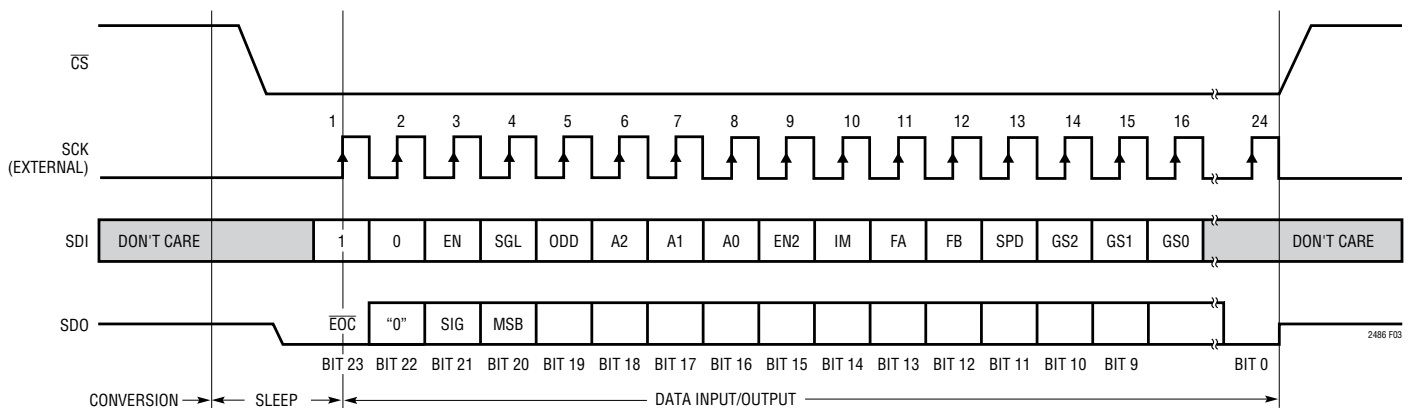 CS
1 2 3 4 5 6 7 8 9 10 11 12 13 14 15 16 24
SCK
(EXTERNAL)
SDI DON'T CARE 1 0 EN SGL ODD A2 A1 A0 EN2 IM FA FB SPD GS2 GS1 GS0 DON'T CARE
SDO EOC “0” SIG MSB
2486 F03
BIT 23 BIT 22 BIT 21 BIT 20 BIT 19 BIT 18 BIT 17 BIT 16 BIT 15 BIT 14 BIT 13 BIT 12 BIT 11 BIT 10 BIT 9 BIT 0
CONVERSION SLEEP DATA INPUT/OUTPUT